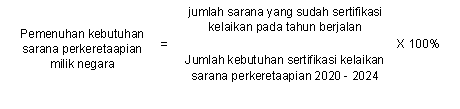 jumlah sarana yang sudah sertifikasi
kelaikan pada tahun berjalan
Pemenuhan kebutuhan
sarana perkeretaapian
milik negara
=
X 100%
Jumlah kebutuhan sertifikasi kelaikan
sarana perkeretaapian 2020 - 2024